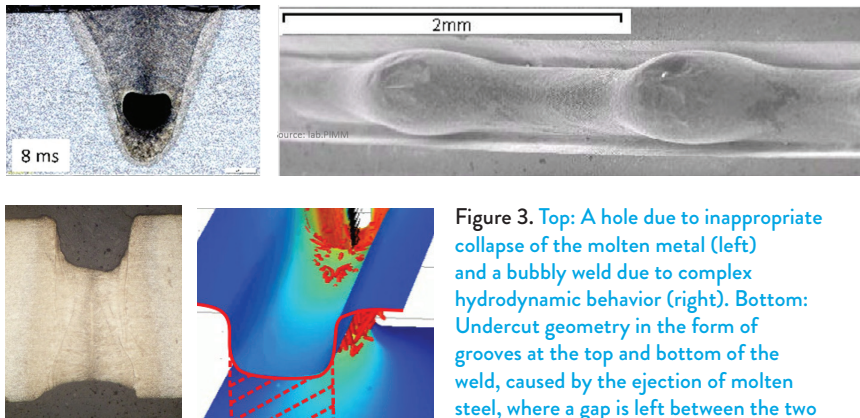 2mm
8 ms
Source: lab.PIMM
Figure 3. Top: A hole due to inappropriate
collapse of the molten metal (left)
and a bubbly weld due to complex
hydrodynamic behavior (right). Bottom:
Undercut geometry in the form of
grooves at the top and bottom of the
weld, caused by the ejection of molten
steel, where a gap is left between the two